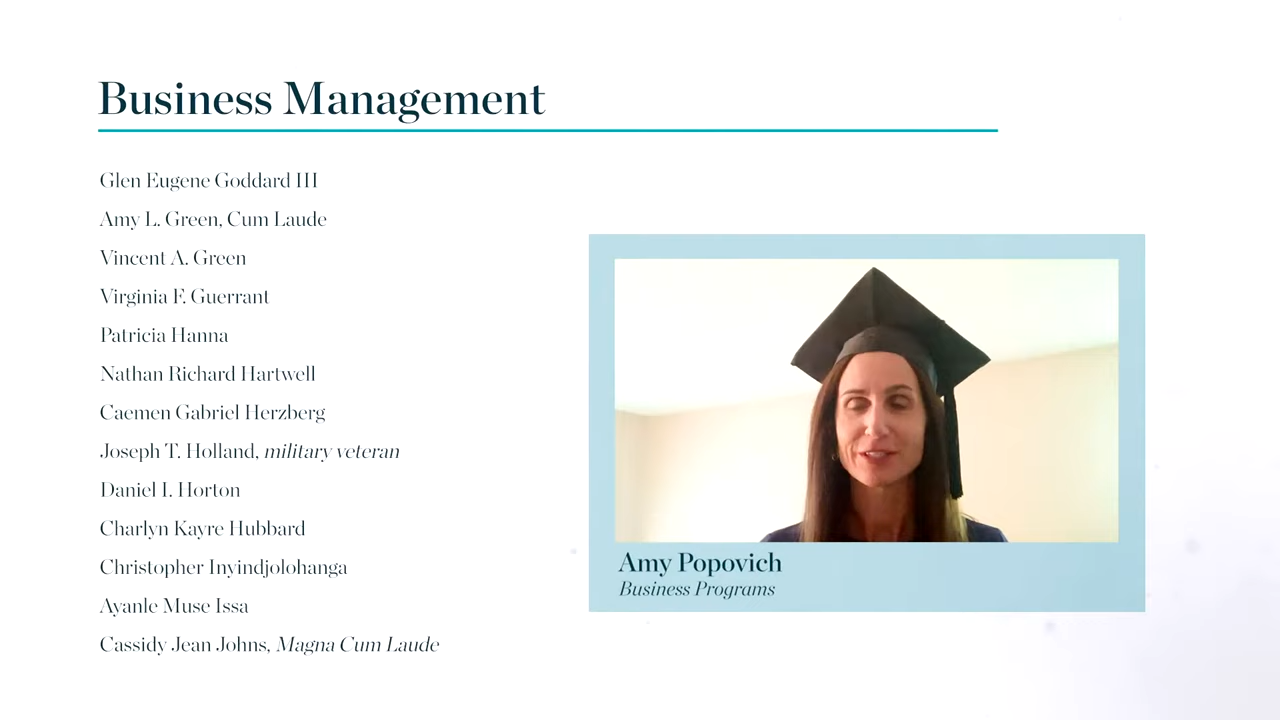 Business Management
Glen Eugene Goddard III
Amy L. Green, Cum Laude
Vincent A. Green
Virginia F. Guerrant
Patricia Hanna
Nathan Richard Hartwell
Caemen Gabriel Herzberg
Joseph T. Holland, military veteran
Daniel I. Horton
Charlyn Kayre Hubbard
Christopher Inyindjolohanga
Ayanle Muse Issa
Cassidy Jean Johns, Magna Cum Laude
Amy Popovich
Business Programs